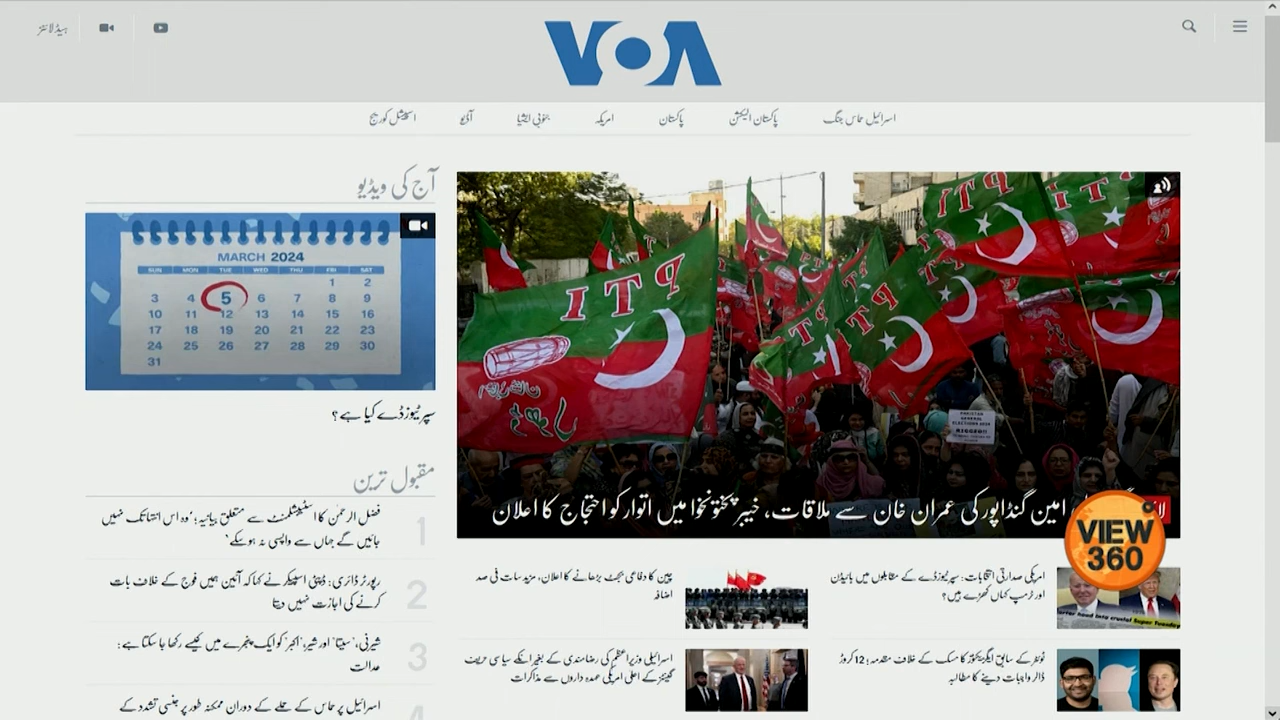 ہیڈلائنز
VOA
اسرائیل حماس جنگ
پاکستان الیکشن
پاکستان
امریکہ
جنوبی ایشیا
آڈیو
اسپیشل کوریج
امین گنڈاپور کی عمران خان سے ملاقات، خیبر پختونخوا میں اتوار کو احتجاج کا اعلان
PTI
PTI
PTI
PTI
VIEW
360
امریکی صدارتی انتخابات: سپر ٹیوزڈے کے مقابلوں میں بائیڈن
اور ٹرمپ کہاں کھڑے ہیں؟
چین کا دفاعی بجٹ بڑھانے کا اعلان، مزید سات فی صد
اضافہ
ٹوئٹر کے سابق ایگزیکٹوز کا مسک کے خلاف مقدمہ؛ 12 کروڑ
ڈالر واجبات دینے کا مطالبہ
اسرائیلی وزیرِ اعظم کی رضامندی کے بغیر انکے سیاسی حریف
گینٹز کے اعلیٰ امریکی عہدہ داروں سے مذاکرات
آج کی ویڈیو
MARCH 2024
SUN MON TUE WED THU FRI SAT
1 2
3 4 5 6 7 8 9
10 11 12 13 14 15 16
17 18 19 20 21 22 23
24 25 26 27 28 29 30
31
سپر ٹیوزڈے کیا ہے؟
مقبول ترین
1
فضل الرحمٰن کا اسٹیبلشمنٹ سے متعلق بیانیہ؛ 'وہ اس انتہا تک نہیں
جائیں گے جہاں سے واپسی نہ ہو سکے'
2
رپورٹر ڈائری: ڈپٹی اسپیکر نے کہا کہ آئین ہمیں فوج کے خلاف بات
کرنے کی اجازت نہیں دیتا
3
شیرنی، 'سیتا' اور شیر، 'اکبر' کو ایک پنجرے میں کیسے رکھا جا سکتا ہے:
عدالت
4
اسرائیل پر حماس کے حملے کے دوران ممکنہ طور پر جنسی تشدد کے